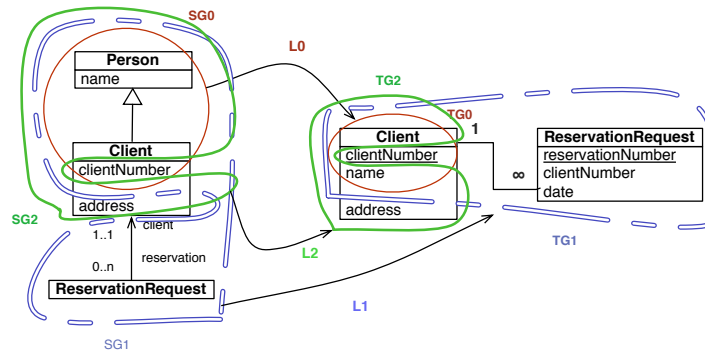 SG0
Person
name
L0
TG2
TG0
Client
clientNumber
address
Client
clientNumber
name
address
1
∞
ReservationRequest
reservationNumber
clientNumber
date
SG2
1..1
client
reservation
0..n
L2
TG1
ReservationRequest
L1
SG1